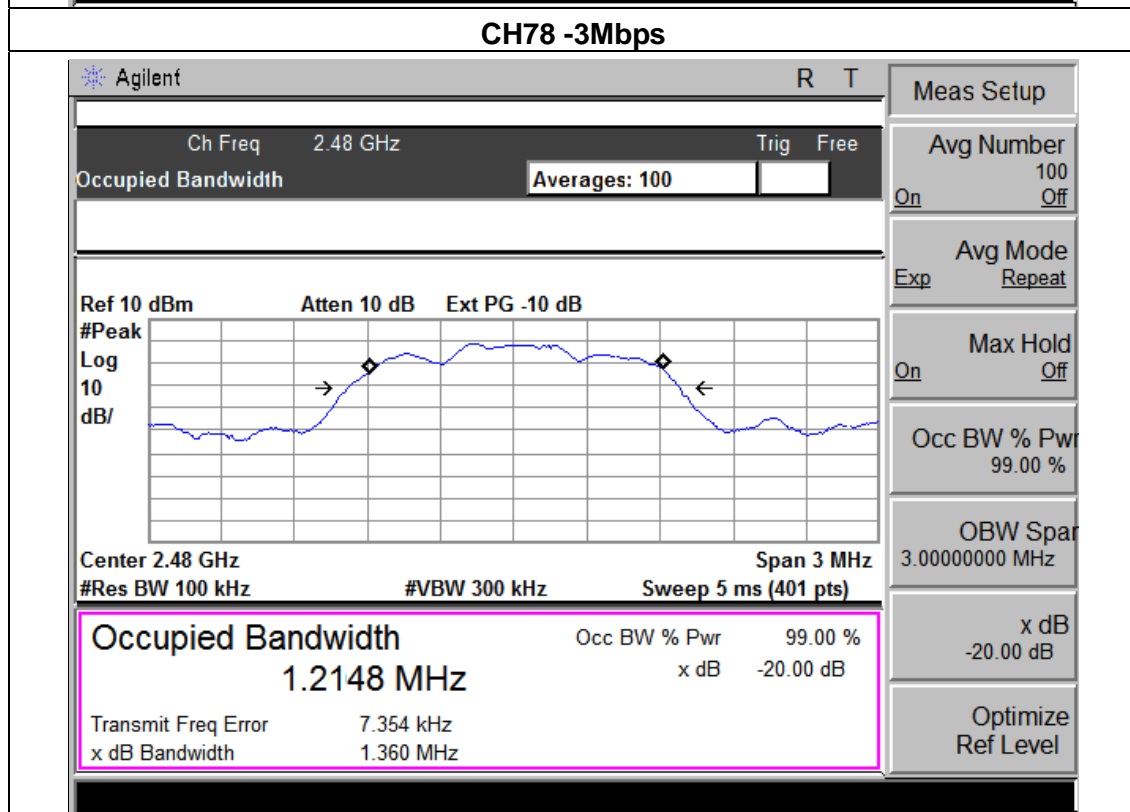 CH78 -3Mbps
Agilent R T
Ch Freq 2.48 GHz Trig Free
Occupied Bandwidth Averages: 100
Ref 10 dBm Atten 10 dB Ext PG -10 dB
#Peak
Log
10
dB/
Center 2.48 GHz Span 3 MHz
#Res BW 100 kHz #VBW 300 kHz Sweep 5 ms (401 pts)
Occupied Bandwidth Occ BW % Pwr 99.00 %
1.2148 MHz x dB -20.00 dB
Transmit Freq Error 7.354 kHz
x dB Bandwidth 1.360 MHz
Meas Setup
Avg Number
100
On Off
Avg Mode
Exp Repeat
Max Hold
On Off
Occ BW % Pwr
99.00 %
OBW Spar
3.00000000 MHz
x dB
-20.00 dB
Optimize
Ref Level